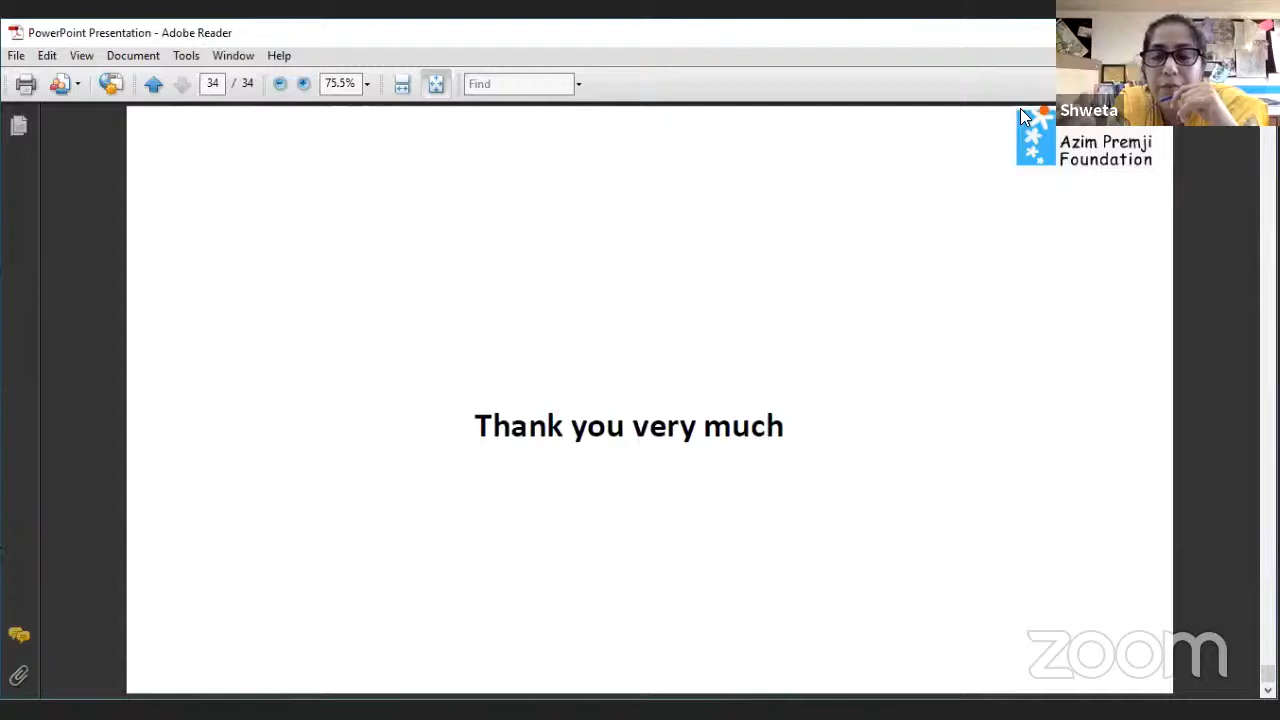 PowerPoint Presentation - Adobe Reader
File Edit View Document Tools Window Help
34 / 34 75.5% Find
Shweta
Azim Premji
Foundation
Thank you very much
zoom